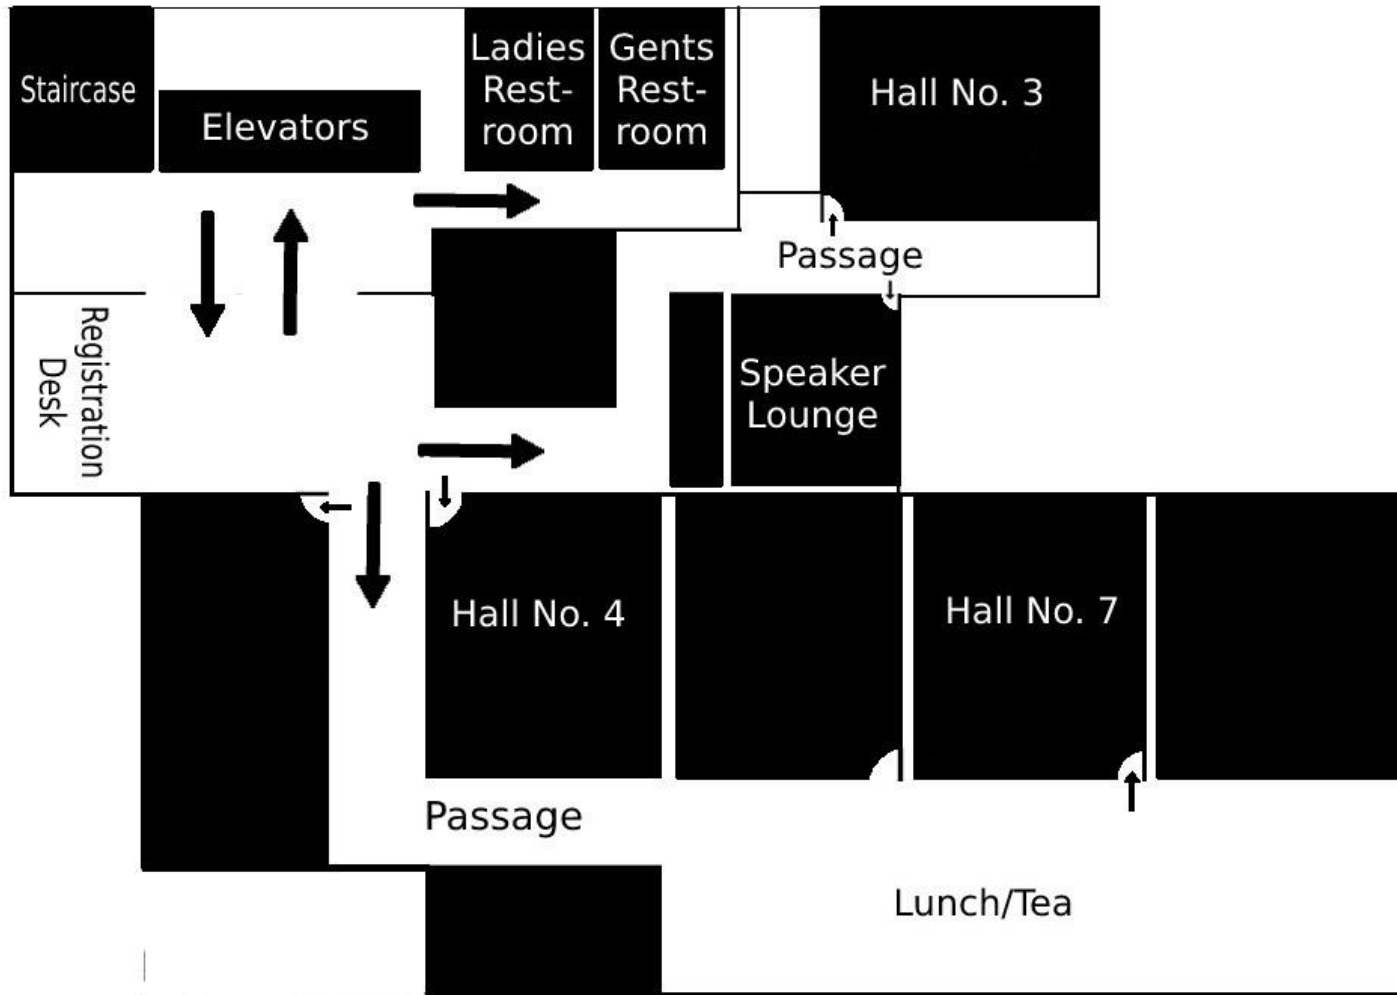 Staircase
Elevators
Ladies
Rest-
room
Gents
Rest-
room
Hall No. 3
Passage
Registration
Desk
Speaker
Lounge
Hall No. 4
Hall No. 7
Passage
Lunch/Tea